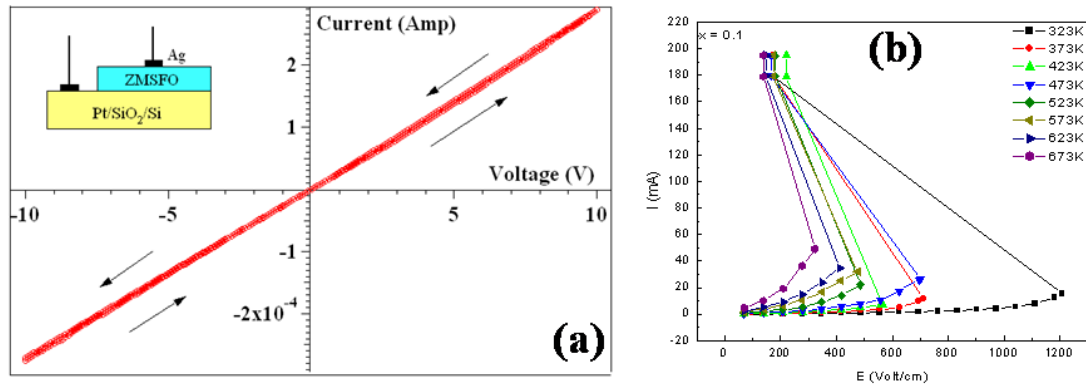 Current (Amp)
2
1
Ag
ZMSFO
Pt/SiO2/Si
Voltage (V)
-10
-5
5
10
-1
-2x10-4
(a)
x = 0.1
(b)
I (mA)
200
180
160
140
120
100
80
60
40
20
0
-20
0
200
400
600
800
1000
1200
E (Volt/cm)
323K
373K
423K
473K
523K
573K
623K
673K